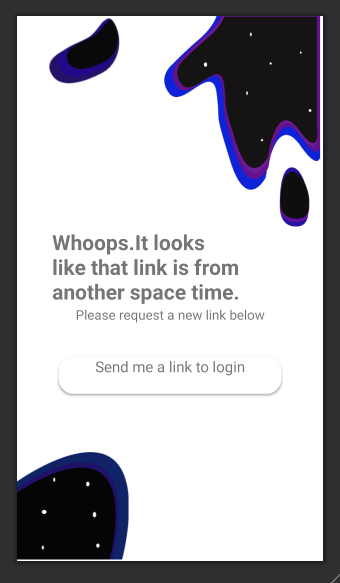 Whoops.It looks
like that link is from
another space time.
Please request a new link below
Send me a link to login